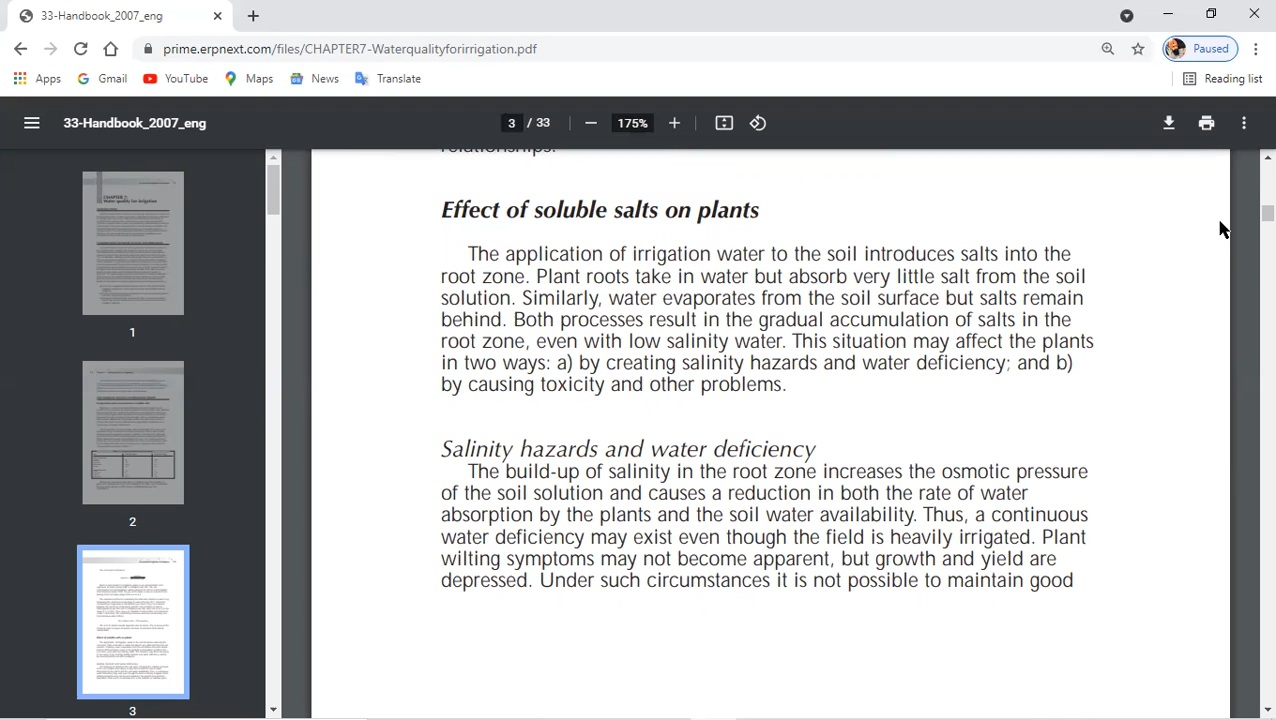 33-Handbook_2007_eng
prime.erpnext.com/files/CHAPTER7-Waterqualityforirrigation.pdf
Paused
Apps
Gmail
YouTube
Maps
News
Translate
Reading list
33-Handbook_2007_eng
3 / 33
175%
relationships.
Effect of soluble salts on plants
The application of irrigation water to the soil introduces salts into the
root zone. Plant roots take in water but absorb very little salt from the soil
solution. Similarly, water evaporates from the soil surface but salts remain
behind. Both processes result in the gradual accumulation of salts in the
root zone, even with low salinity water. This situation may affect the plants
in two ways: a) by creating salinity hazards and water deficiency; and b)
by causing toxicity and other problems.
Salinity hazards and water deficiency
The build-up of salinity in the root zone increases the osmotic pressure
of the soil solution and causes a reduction in both the rate of water
absorption by the plants and the soil water availability. Thus, a continuous
water deficiency may exist even though the field is heavily irrigated. Plant
wilting symptoms may not become apparent, but growth and yield are
depressed. Under such circumstances it is not possible to maintain good
CHAPTER 7:
Water quality for irrigation
1
2
3